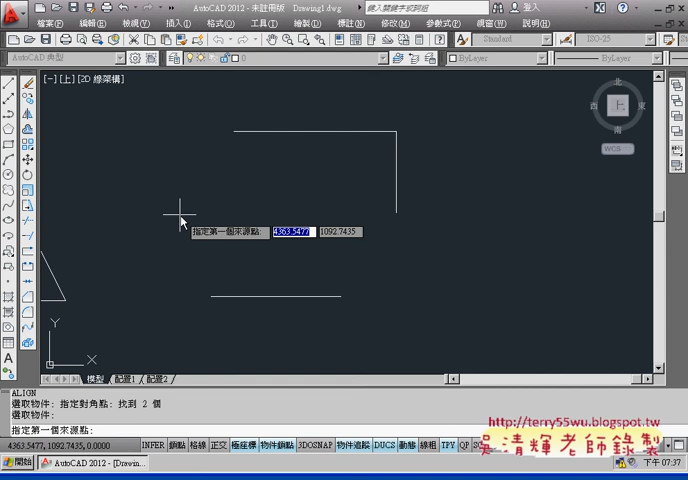 AutoCAD 2012 - 未註冊版 Drawing1.dwg 鍵入關鍵字或詞組 登入
檔案(F) 編輯(E) 檢視(V) 插入(I) 格式(O) 工具(T) 繪製(D) 標註(N) 修改(M) 參數式(P) 視窗(W) 說明(H)
Standard ISO-25
AutoCAD 典型 0 ByLayer ByLayer
[-] [上] [2D 線架構]
北
西 上 東
南
WCS
指定第一個來源點: 4363.5477 1092.7435
Y
X
模型 配置1 配置2
ALIGN
選取物件: 指定對角點: 找到 2 個
選取物件:
指定第一個來源點:
http://terry55wu.blogspot.tw
吳清輝老師錄製
4363.5477, 1092.7435, 0.0000 INFER 鎖點 格線 正交 極座標 物件鎖點 3DOSNAP 物件追蹤 DUCS 動態 線粗 TPY QP
開始 AutoCAD 2012 - [Drawin... 下午 07:37